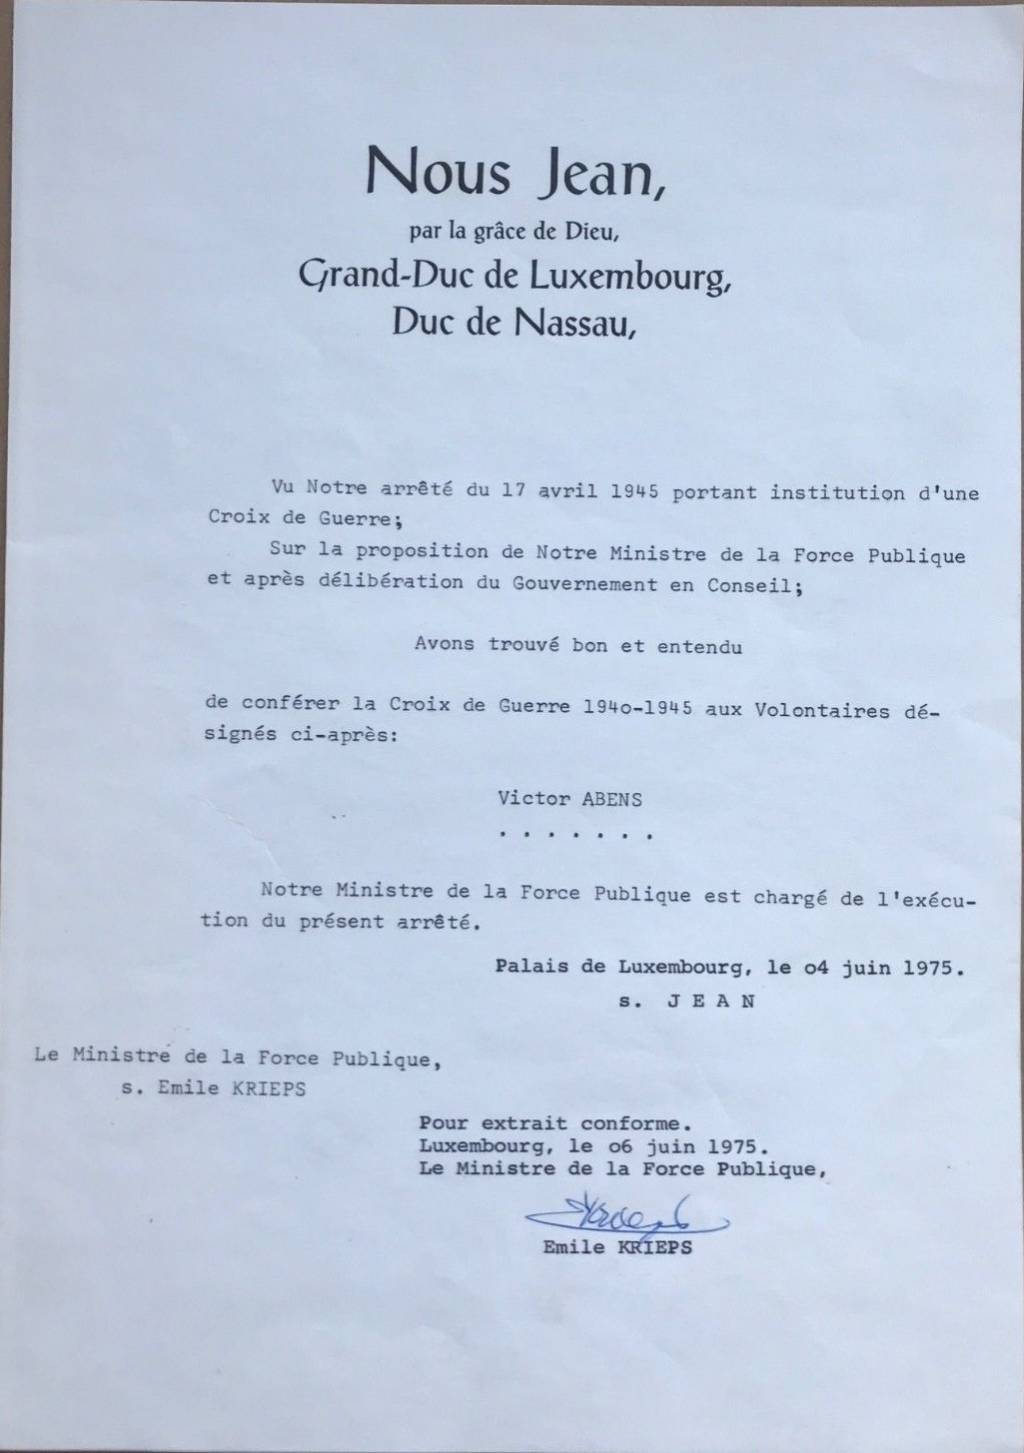 Nous Jean,
par la grâce de Dieu,
Grand-Duc de Luxembourg,
Duc de Nassau,
Vu Notre arrêté du 17 avril 1945 portant institution d'une
Croix de Guerre;
Sur la proposition de Notre Ministre de la Force Publique
et après délibération du Gouvernement en Conseil;
Avons trouvé bon et entendu
de conférer la Croix de Guerre 194o-1945 aux Volontaires dé-
signés ci-après:
Victor ABENS
. . . . . . .
Notre Ministre de la Force Publique est chargé de l'exécu-
tion du présent arrêté.
Palais de Luxembourg, le o4 juin 1975.
s. J E A N
Le Ministre de la Force Publique,
s. Emile KRIEPS
Pour extrait conforme.
Luxembourg, le o6 juin 1975.
Le Ministre de la Force Publique,
Krieps
Emile KRIEPS